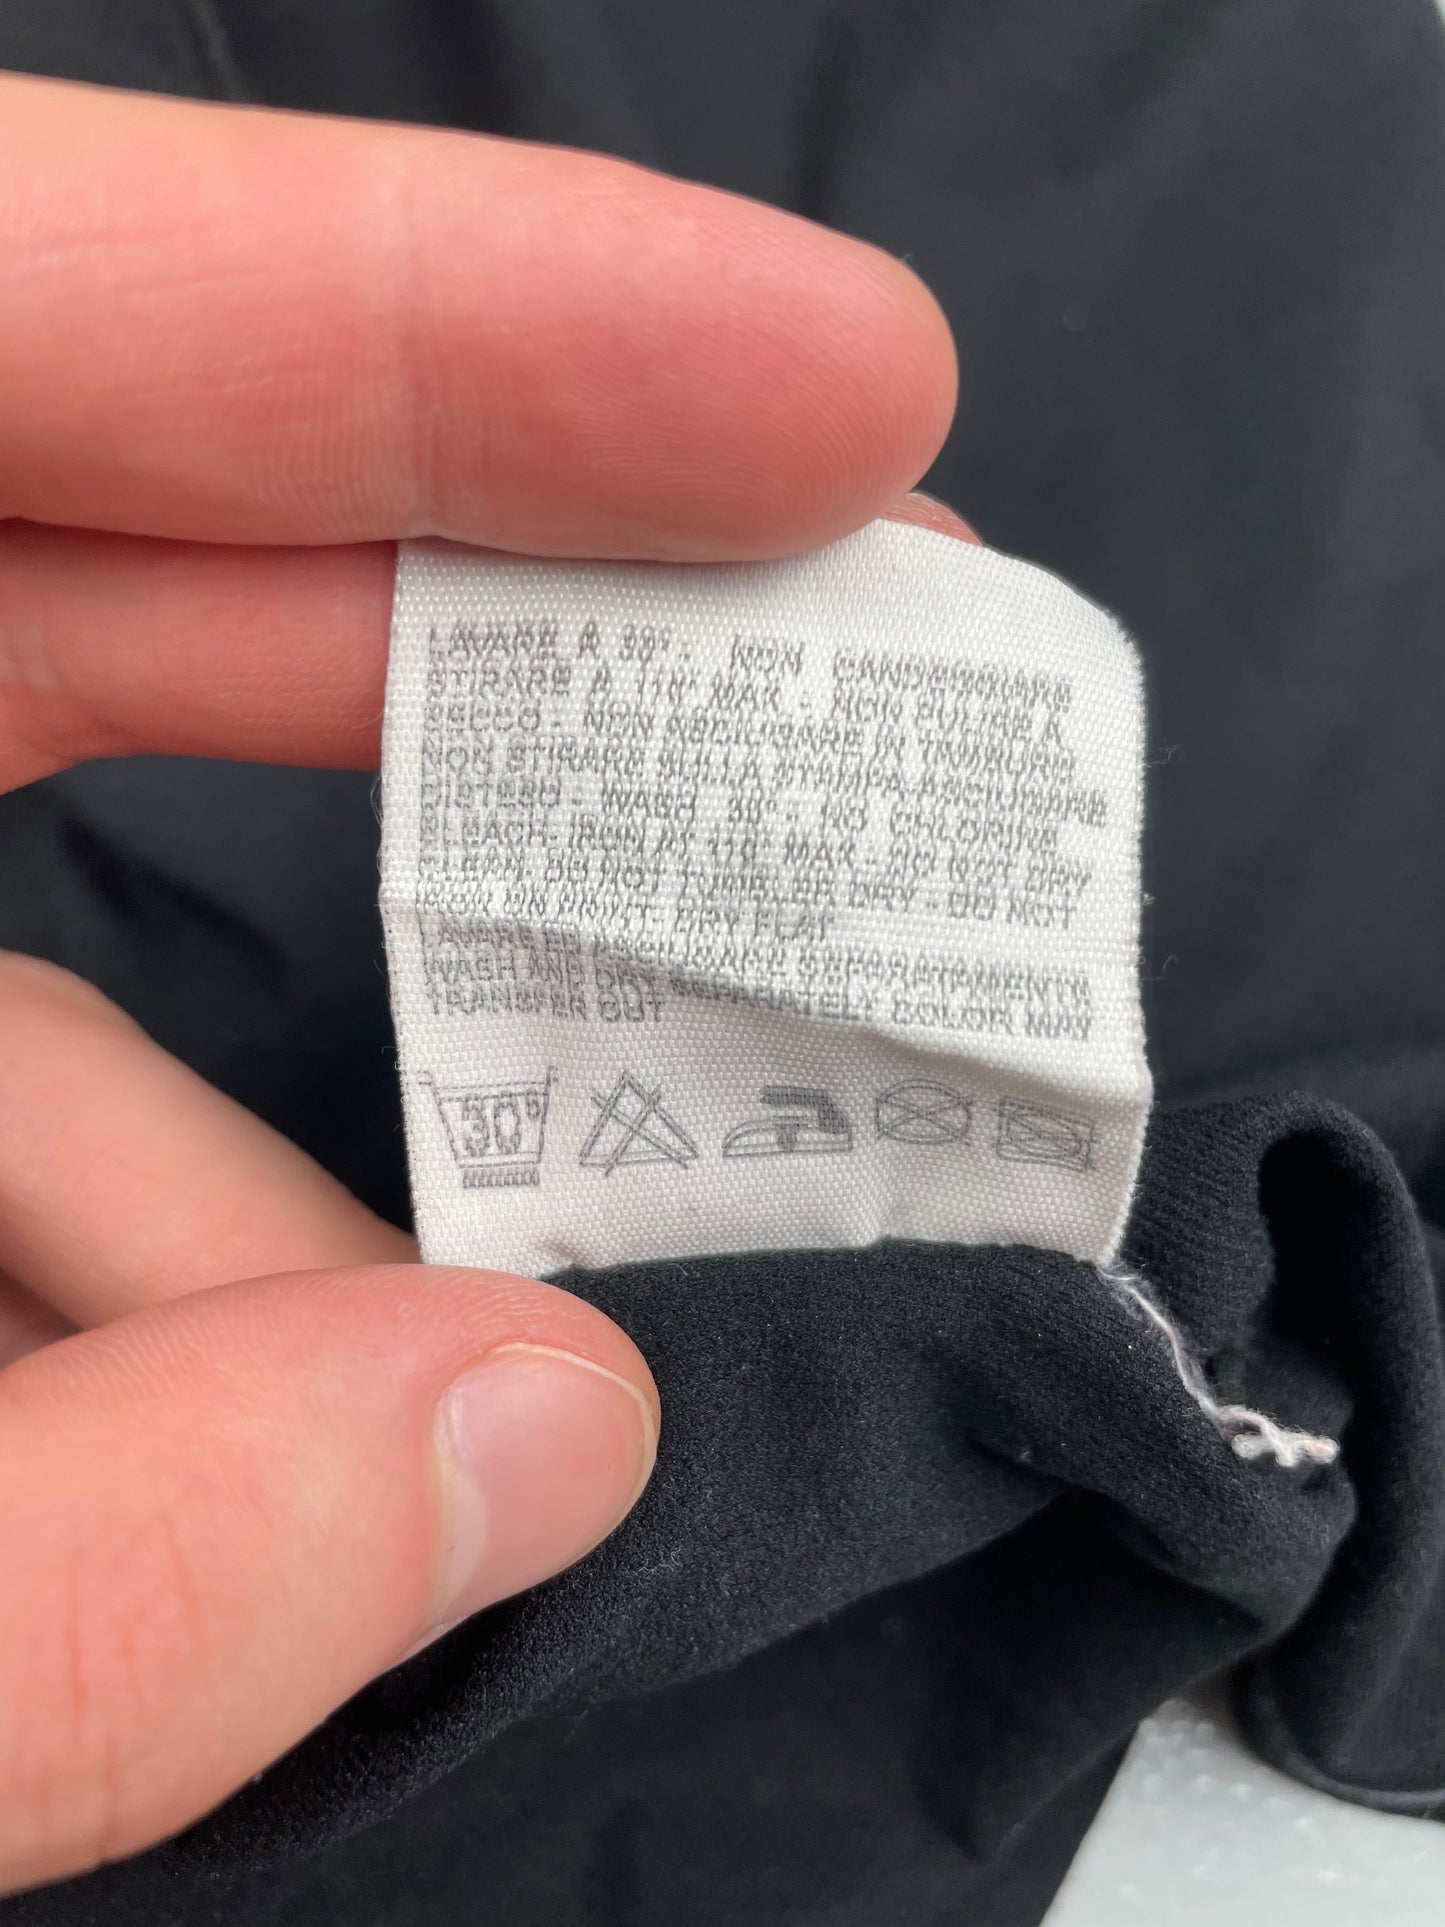 LAVARE A 30° - NON CANDEGGIARE
STIRARE A 110° MAX - NON PULIRE A
SECCO - NON ASCIUGARE IN TAMBURO
NON STIRARE SULLA STAMPA ASCIUGARE
DISTESO - WASH 30° - NO CHLORINE
BLEACH - IRON AT 110 MAX - DO NOT DRY
CLEAN. DO NOT TUMBLER DRY - DO NOT
IRON ON PRINT - DRY FLAT
LAVARE ED ASCIUGARE SEPARATAMENTE
WASH AND DRY SEPARATELY COLOR MAY
TRANSFER OUT
30°